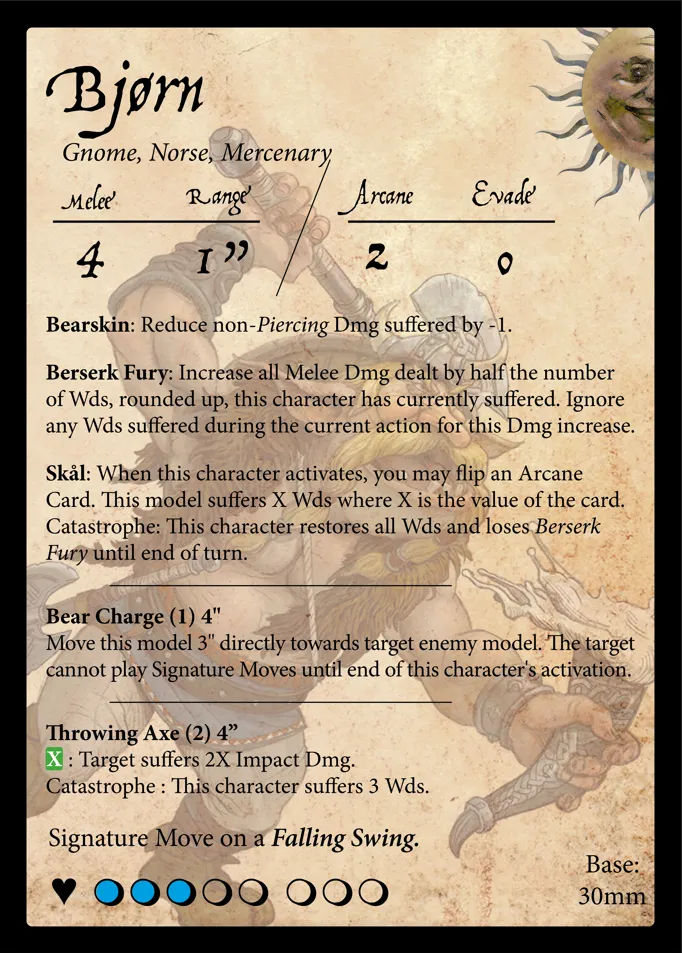 Bjørn
Gnome, Norse, Mercenary
Melee Range Arcane Evade
4 1” 2 0
Bearskin: Reduce non-Piercing Dmg suffered by -1.
Berserk Fury: Increase all Melee Dmg dealt by half the number
of Wds, rounded up, this character has currently suffered. Ignore
any Wds suffered during the current action for this Dmg increase.
Skål: When this character activates, you may flip an Arcane
Card. This model suffers X Wds where X is the value of the card.
Catastrophe: This character restores all Wds and loses Berserk
Fury until end of turn.
Bear Charge (1) 4"
Move this model 3" directly towards target enemy model. The target
cannot play Signature Moves until end of this character's activation.
Throwing Axe (2) 4”
X : Target suffers 2X Impact Dmg.
Catastrophe : This character suffers 3 Wds.
Signature Move on a Falling Swing.
Base:
30mm